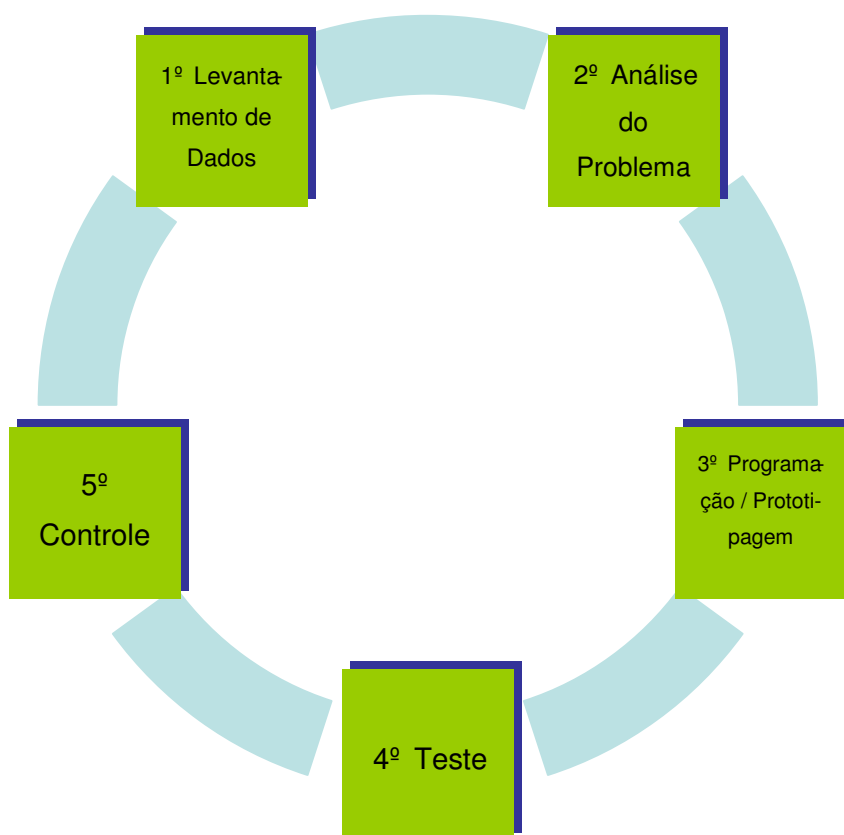 1º Levanta-
mento de
Dados
2º Análise
do
Problema
3º Programa-
ção / Prototi-
pagem
4º Teste
5º
Controle